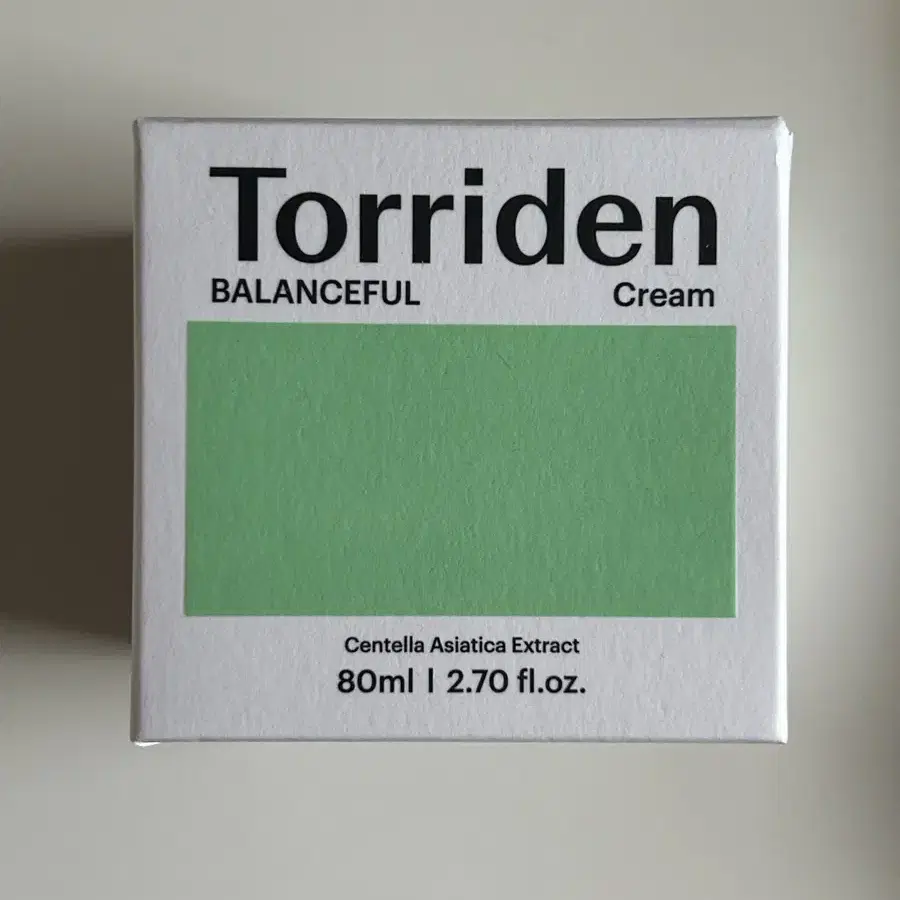 Torriden
BALANCEFUL Cream
Centella Asiatica Extract
80ml | 2.70 fl.oz.